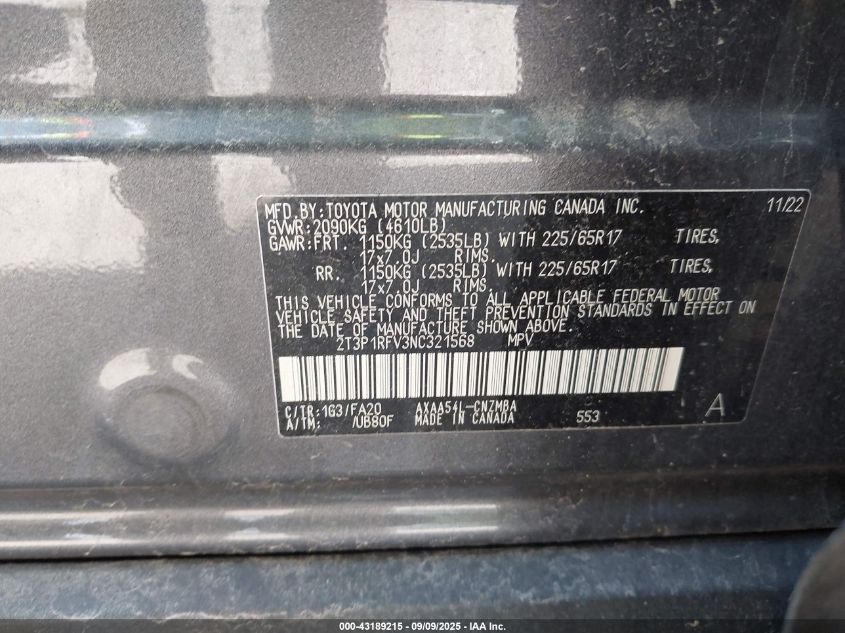 MFD. BY: TOYOTA MOTOR MANUFACTURING CANADA INC. 11/22
GVWR: 2090KG (4610LB)
GAWR: FRT. 1150KG (2535LB) WITH 225/65R17 TIRES,
17x7.0J RIMS.
RR. 1150KG (2535LB) WITH 225/65R17 TIRES,
17x7.0J RIMS.
THIS VEHICLE CONFORMS TO ALL APPLICABLE FEDERAL MOTOR
VEHICLE SAFETY AND THEFT PREVENTION STANDARDS IN EFFECT ON
THE DATE OF MANUFACTURE SHOWN ABOVE.
2T3P1RFV3NC321568 MPV
C/TR: 1G3/FA20 AXAA54L-CNZMBA
A/TM: /UB80F MADE IN CANADA 553 A
000-43189215 - 09/09/2025 - IAA Inc.